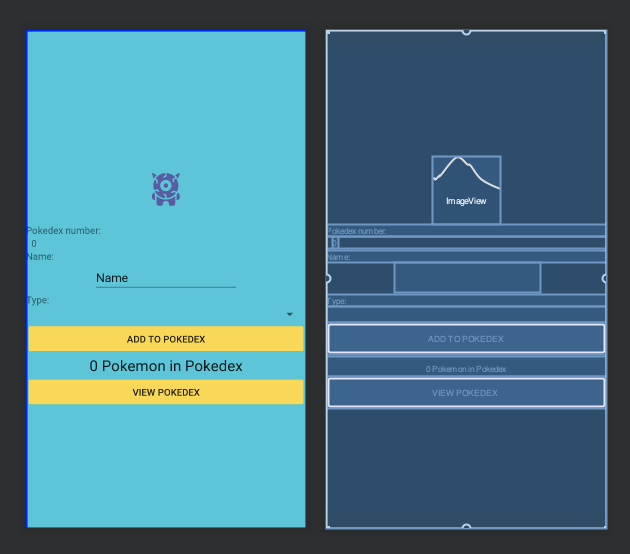 Pokedex number:
0
Name:
Name
Type:
ADD TO POKEDEX
0 Pokemon in Pokedex
VIEW POKEDEX
ImageView
Pokedex number:
0
Name:
Type:
ADD TO POKEDEX
0 Pokemon in Pokedex
VIEW POKEDEX